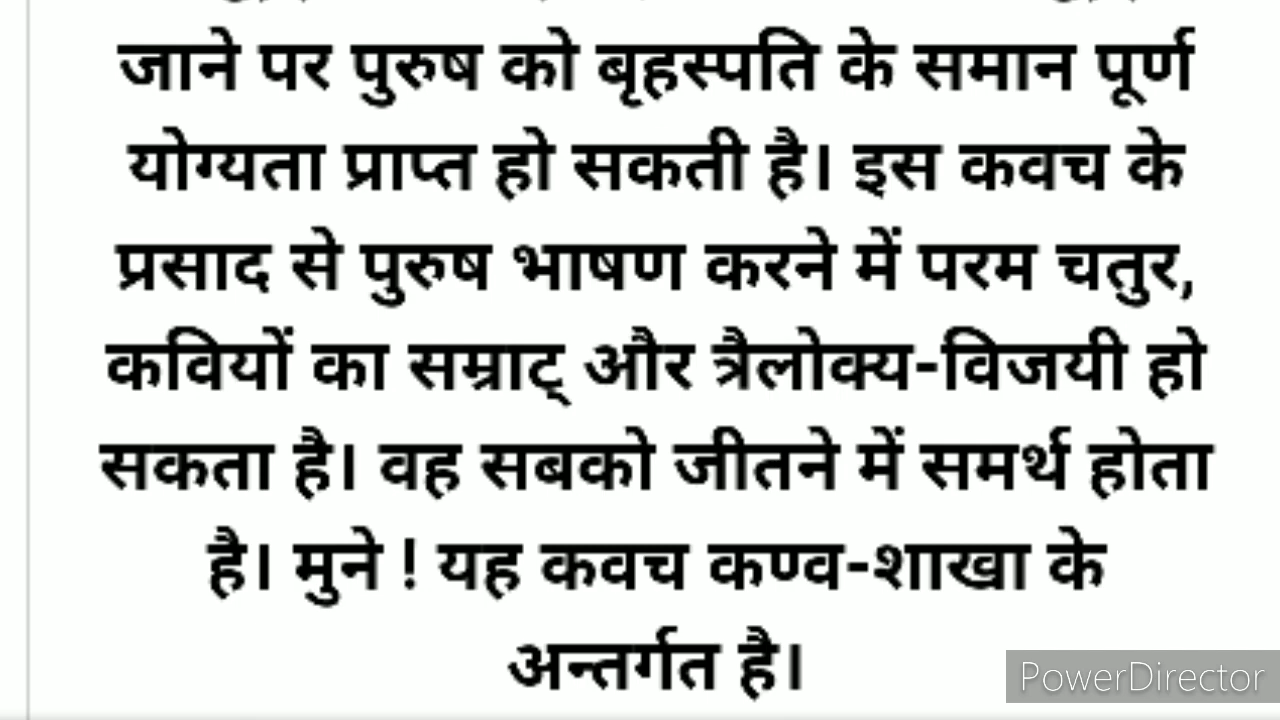 जाने पर पुरुष को बृहस्पति के समान पूर्ण
योग्यता प्राप्त हो सकती है। इस कवच के
प्रसाद से पुरुष भाषण करने में परम चतुर,
कवियों का सम्राट् और त्रैलोक्य-विजयी हो
सकता है। वह सबको जीतने में समर्थ होता
है। मुने ! यह कवच कण्व-शाखा के
अन्तर्गत है।
PowerDirector